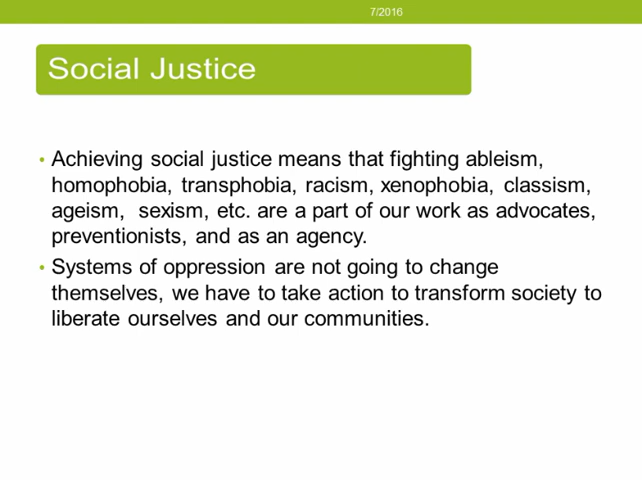 7/2016
Social Justice
• Achieving social justice means that fighting ableism,
homophobia, transphobia, racism, xenophobia, classism,
ageism, sexism, etc. are a part of our work as advocates,
preventionists, and as an agency.
• Systems of oppression are not going to change
themselves, we have to take action to transform society to
liberate ourselves and our communities.